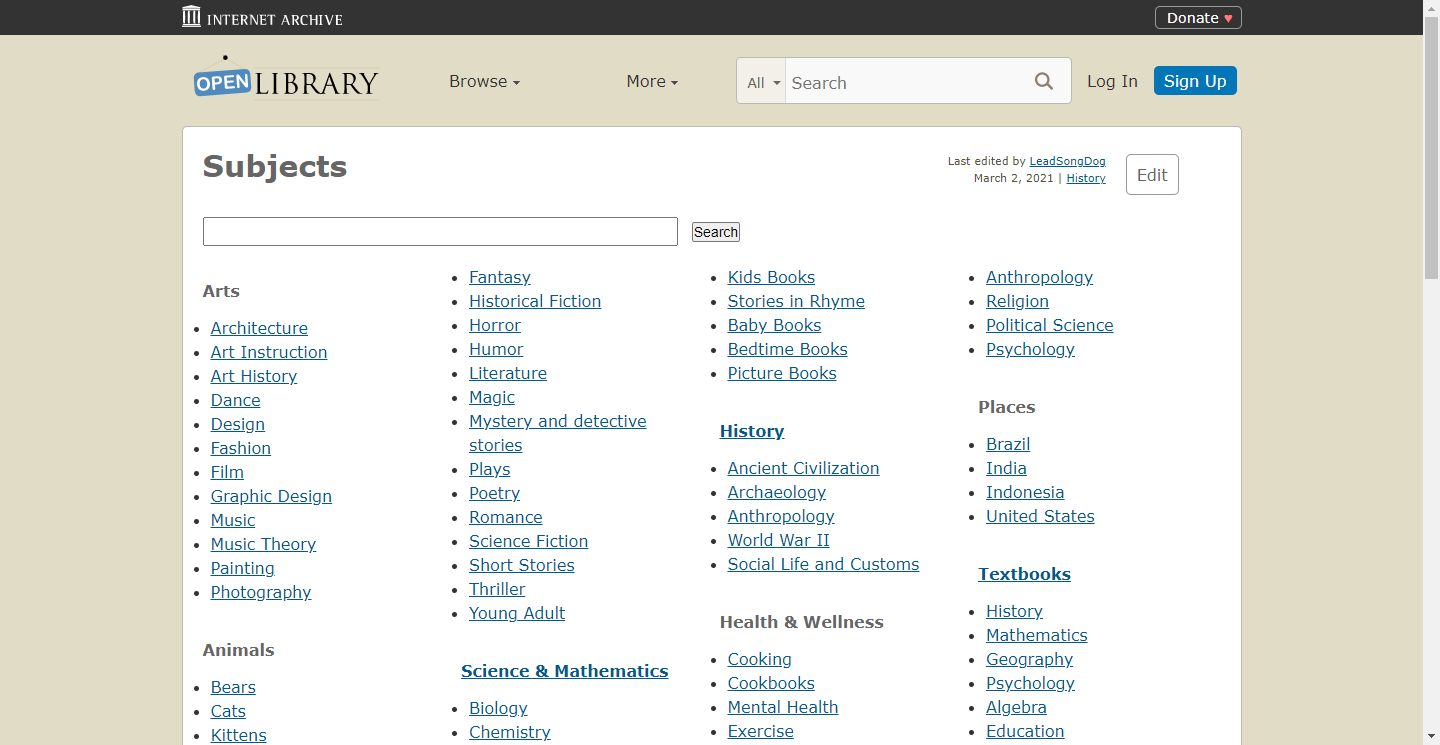 INTERNET ARCHIVE
Donate ♥
OPEN LIBRARY
Browse
More
All
Search
Log In
Sign Up
Subjects
Last edited by LeadSongDog
March 2, 2021 | History
Edit
Search
Arts
Architecture
Art Instruction
Art History
Dance
Design
Fashion
Film
Graphic Design
Music
Music Theory
Painting
Photography
Animals
Bears
Cats
Kittens
Fantasy
Historical Fiction
Horror
Humor
Literature
Magic
Mystery and detective
stories
Plays
Poetry
Romance
Science Fiction
Short Stories
Thriller
Young Adult
Science & Mathematics
Biology
Chemistry
Kids Books
Stories in Rhyme
Baby Books
Bedtime Books
Picture Books
History
Ancient Civilization
Archaeology
Anthropology
World War II
Social Life and Customs
Health & Wellness
Cooking
Cookbooks
Mental Health
Exercise
Anthropology
Religion
Political Science
Psychology
Places
Brazil
India
Indonesia
United States
Textbooks
History
Mathematics
Geography
Psychology
Algebra
Education